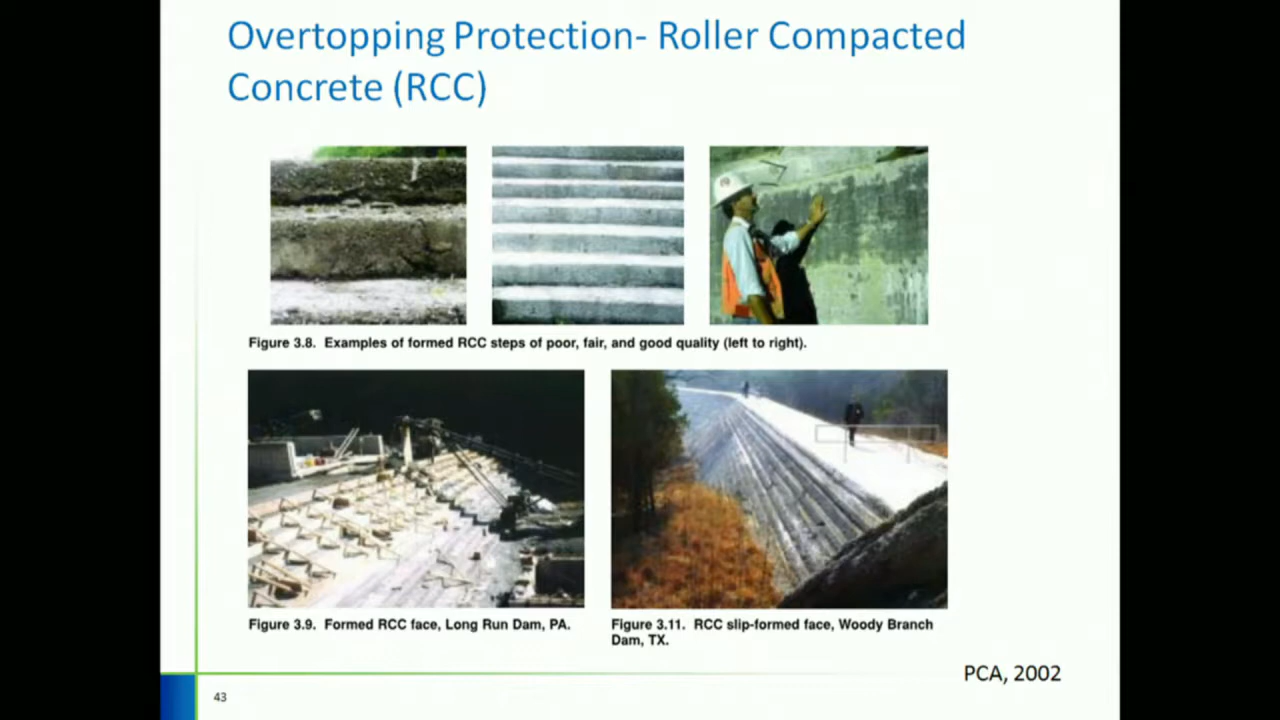 Overtopping Protection- Roller Compacted
Concrete (RCC)
Figure 3.8. Examples of formed RCC steps of poor, fair, and good quality (left to right).
Figure 3.9. Formed RCC face, Long Run Dam, PA.
Figure 3.11. RCC slip-formed face, Woody Branch
Dam, TX.
PCA, 2002
43